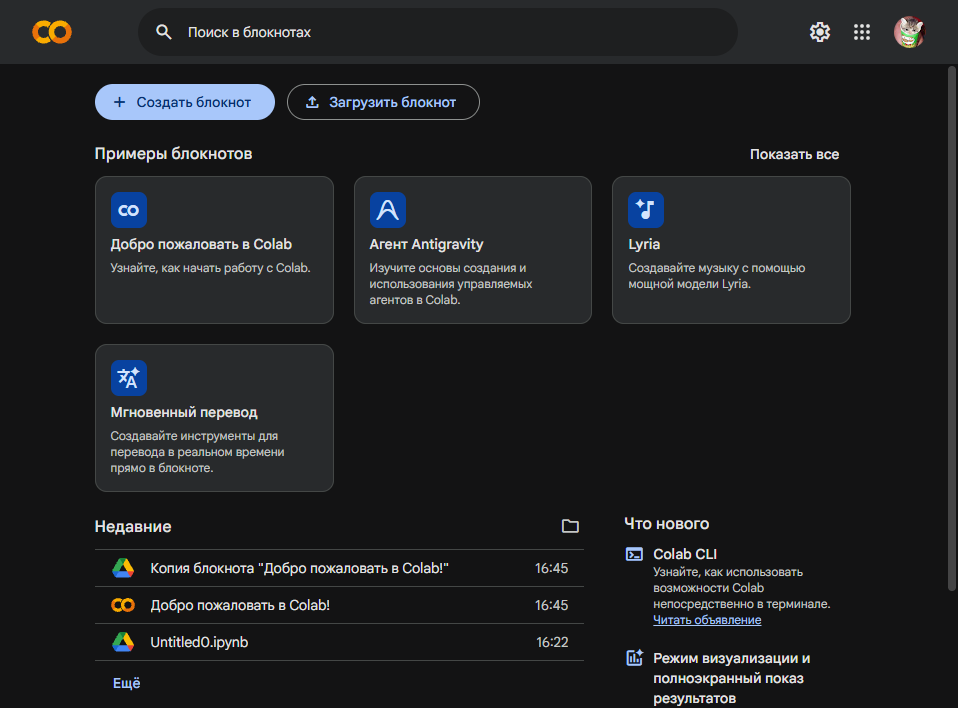 Поиск в блокнотах
+ Создать блокнот
Загрузить блокнот
Примеры блокнотов
Показать все
Добро пожаловать в Colab
Узнайте, как начать работу с Colab.
Агент Antigravity
Изучите основы создания и
использования управляемых
агентов в Colab.
Lyria
Создавайте музыку с помощью
мощной модели Lyria.
Мгновенный перевод
Создавайте инструменты для
перевода в реальном времени
прямо в блокноте.
Недавние
Копия блокнота "Добро пожаловать в Colab!" 16:45
Добро пожаловать в Colab! 16:45
Untitled0.ipynb 16:22
Ещё
Что нового
Colab CLI
Узнайте, как использовать
возможности Colab
непосредственно в терминале.
Читать объявление
Режим визуализации и
полноэкранный показ
результатов